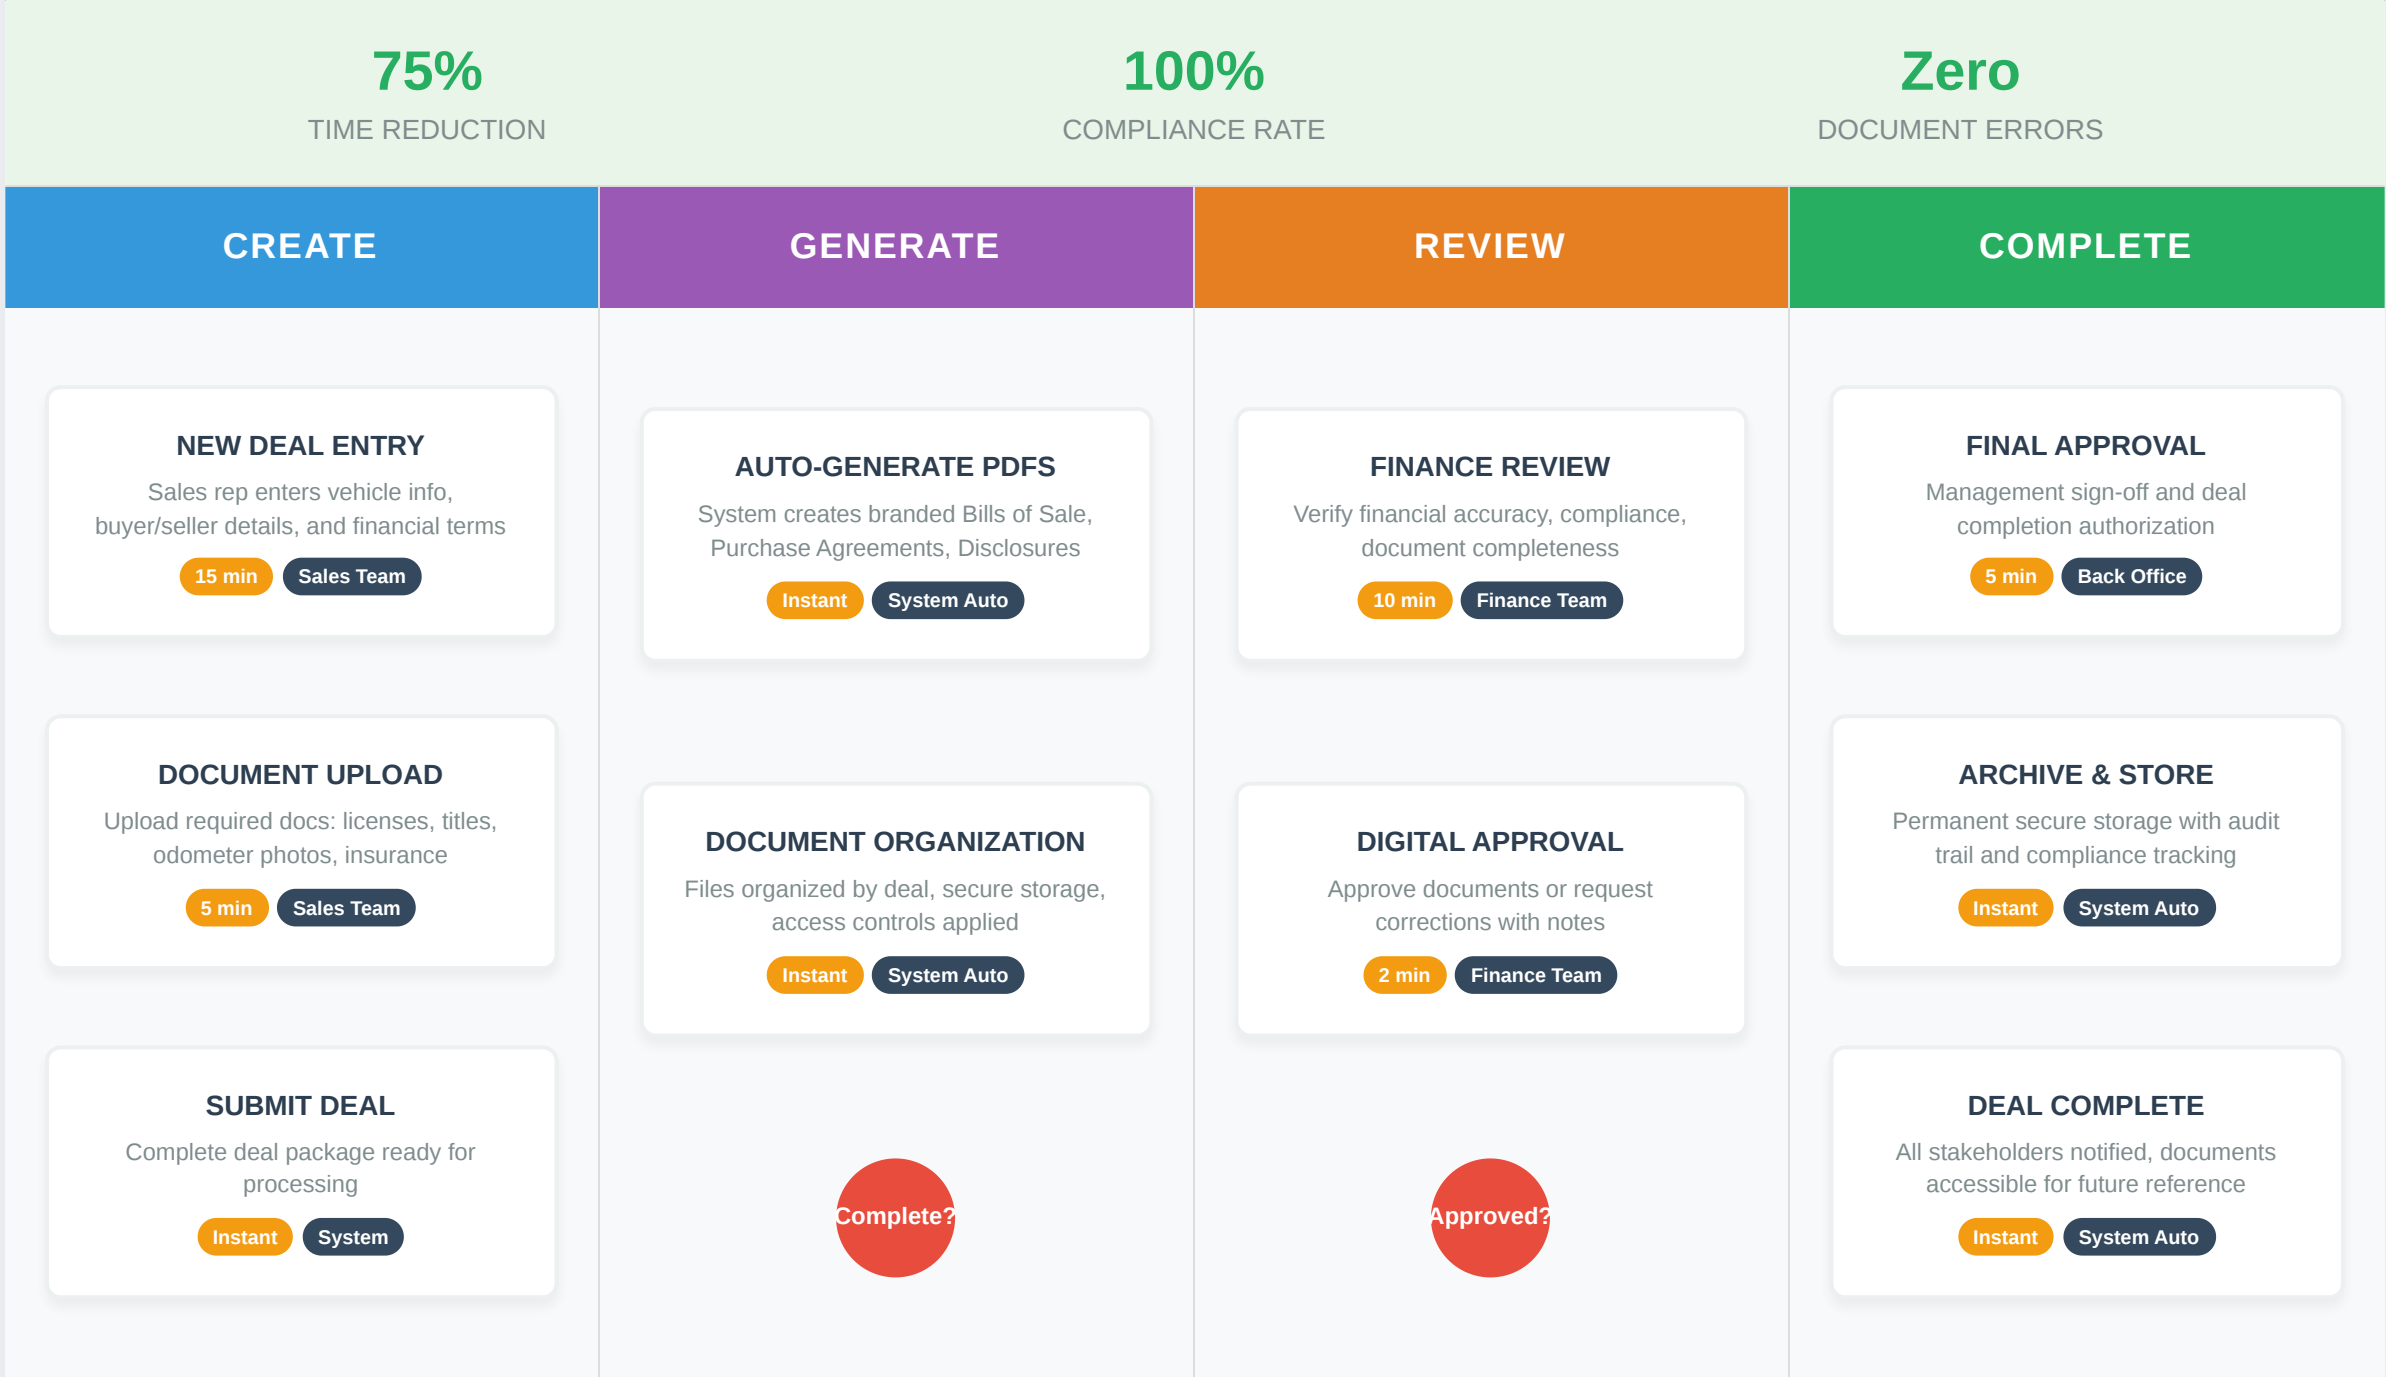 75%
TIME REDUCTION
100%
COMPLIANCE RATE
Zero
DOCUMENT ERRORS
CREATE
NEW DEAL ENTRY
Sales rep enters vehicle info,
buyer/seller details, and financial terms
15 min
Sales Team
DOCUMENT UPLOAD
Upload required docs: licenses, titles,
odometer photos, insurance
5 min
Sales Team
SUBMIT DEAL
Complete deal package ready for
processing
Instant
System
GENERATE
AUTO-GENERATE PDFS
System creates branded Bills of Sale,
Purchase Agreements, Disclosures
Instant
System Auto
DOCUMENT ORGANIZATION
Files organized by deal, secure storage,
access controls applied
Instant
System Auto
Complete?
REVIEW
FINANCE REVIEW
Verify financial accuracy, compliance,
document completeness
10 min
Finance Team
DIGITAL APPROVAL
Approve documents or request
corrections with notes
2 min
Finance Team
Approved?
COMPLETE
FINAL APPROVAL
Management sign-off and deal
completion authorization
5 min
Back Office
ARCHIVE & STORE
Permanent secure storage with audit
trail and compliance tracking
Instant
System Auto
DEAL COMPLETE
All stakeholders notified, documents
accessible for future reference
Instant
System Auto